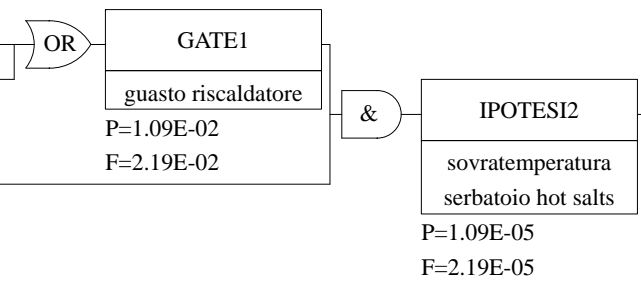 OR
GATE1
guasto riscaldatore
P=1.09E-02
F=2.19E-02
&
IPOTESI2
sovratemperatura
serbatoio hot salts
P=1.09E-05
F=2.19E-05